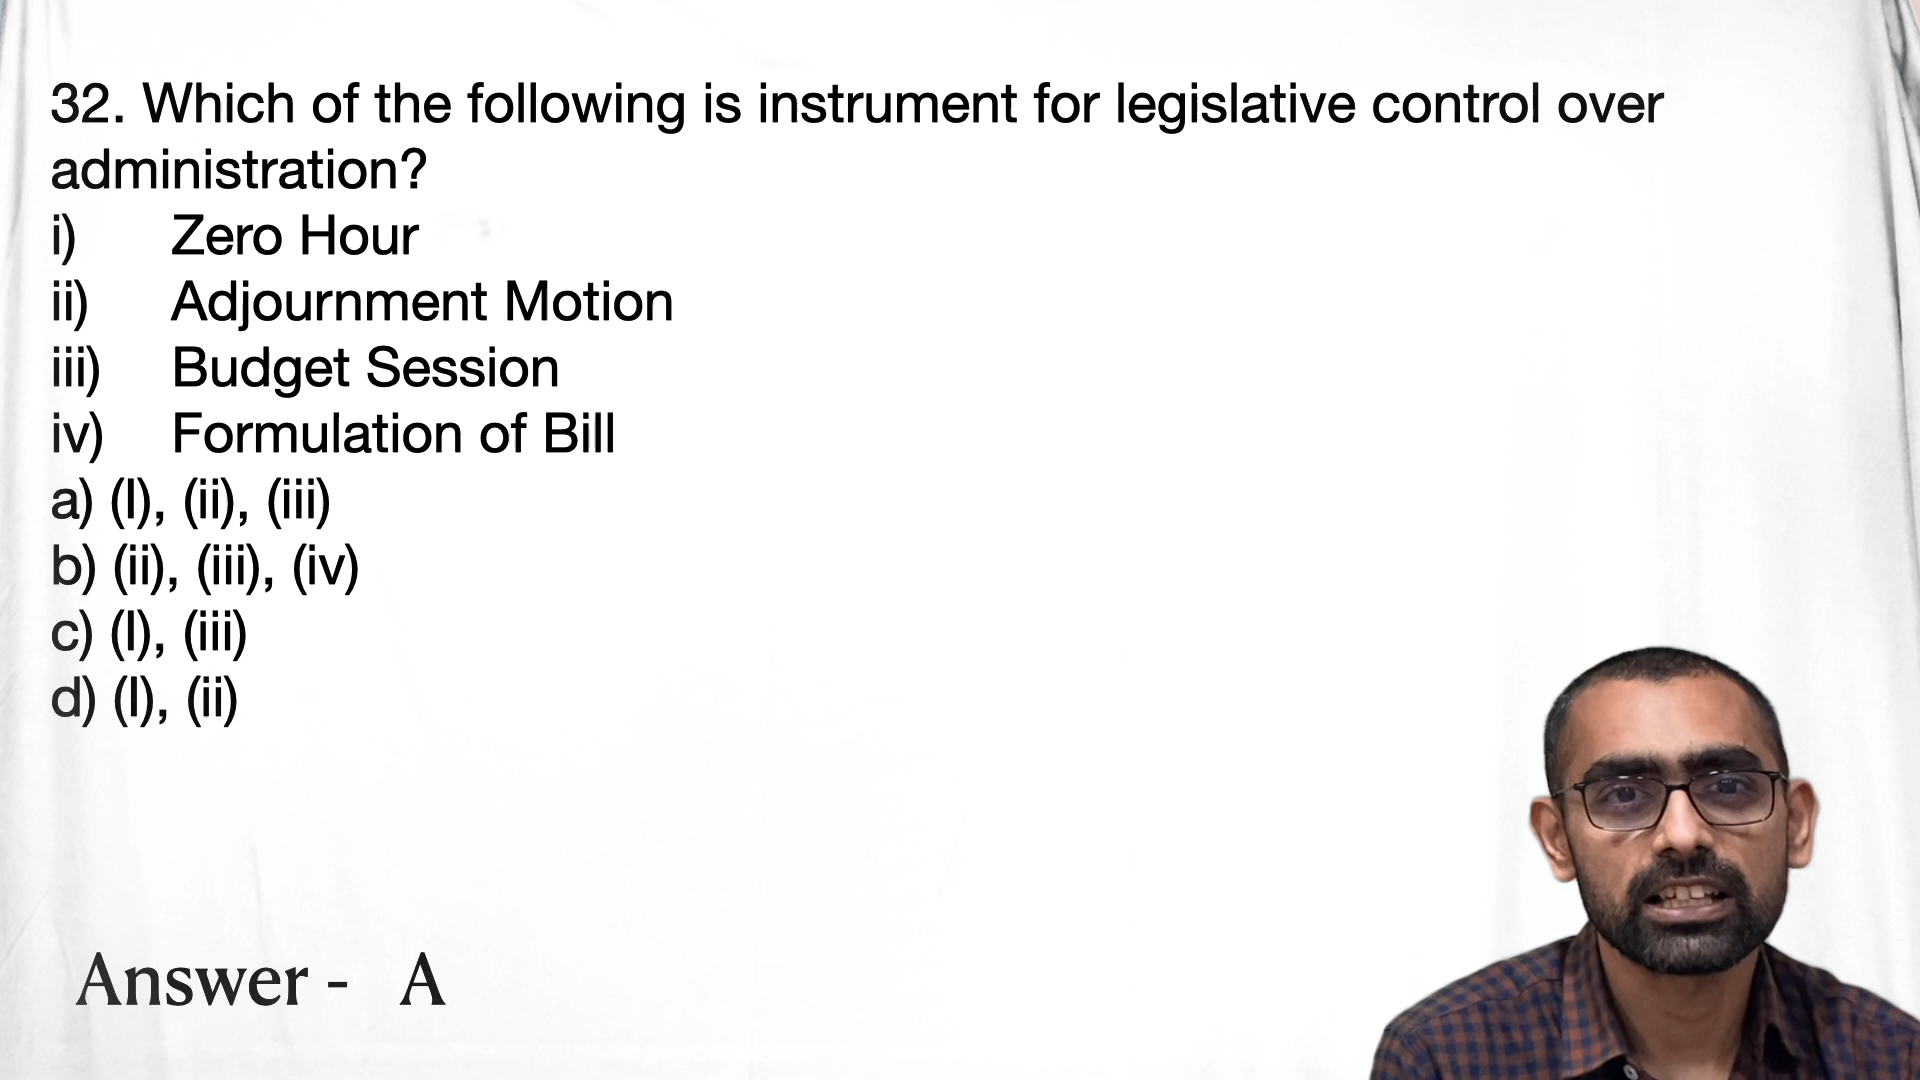 32. Which of the following is instrument for legislative control over
administration?
i) Zero Hour
ii) Adjournment Motion
iii) Budget Session
iv) Formulation of Bill
a) (I), (ii), (iii)
b) (ii), (iii), (iv)
c) (I), (iii)
d) (I), (ii)
Answer - A